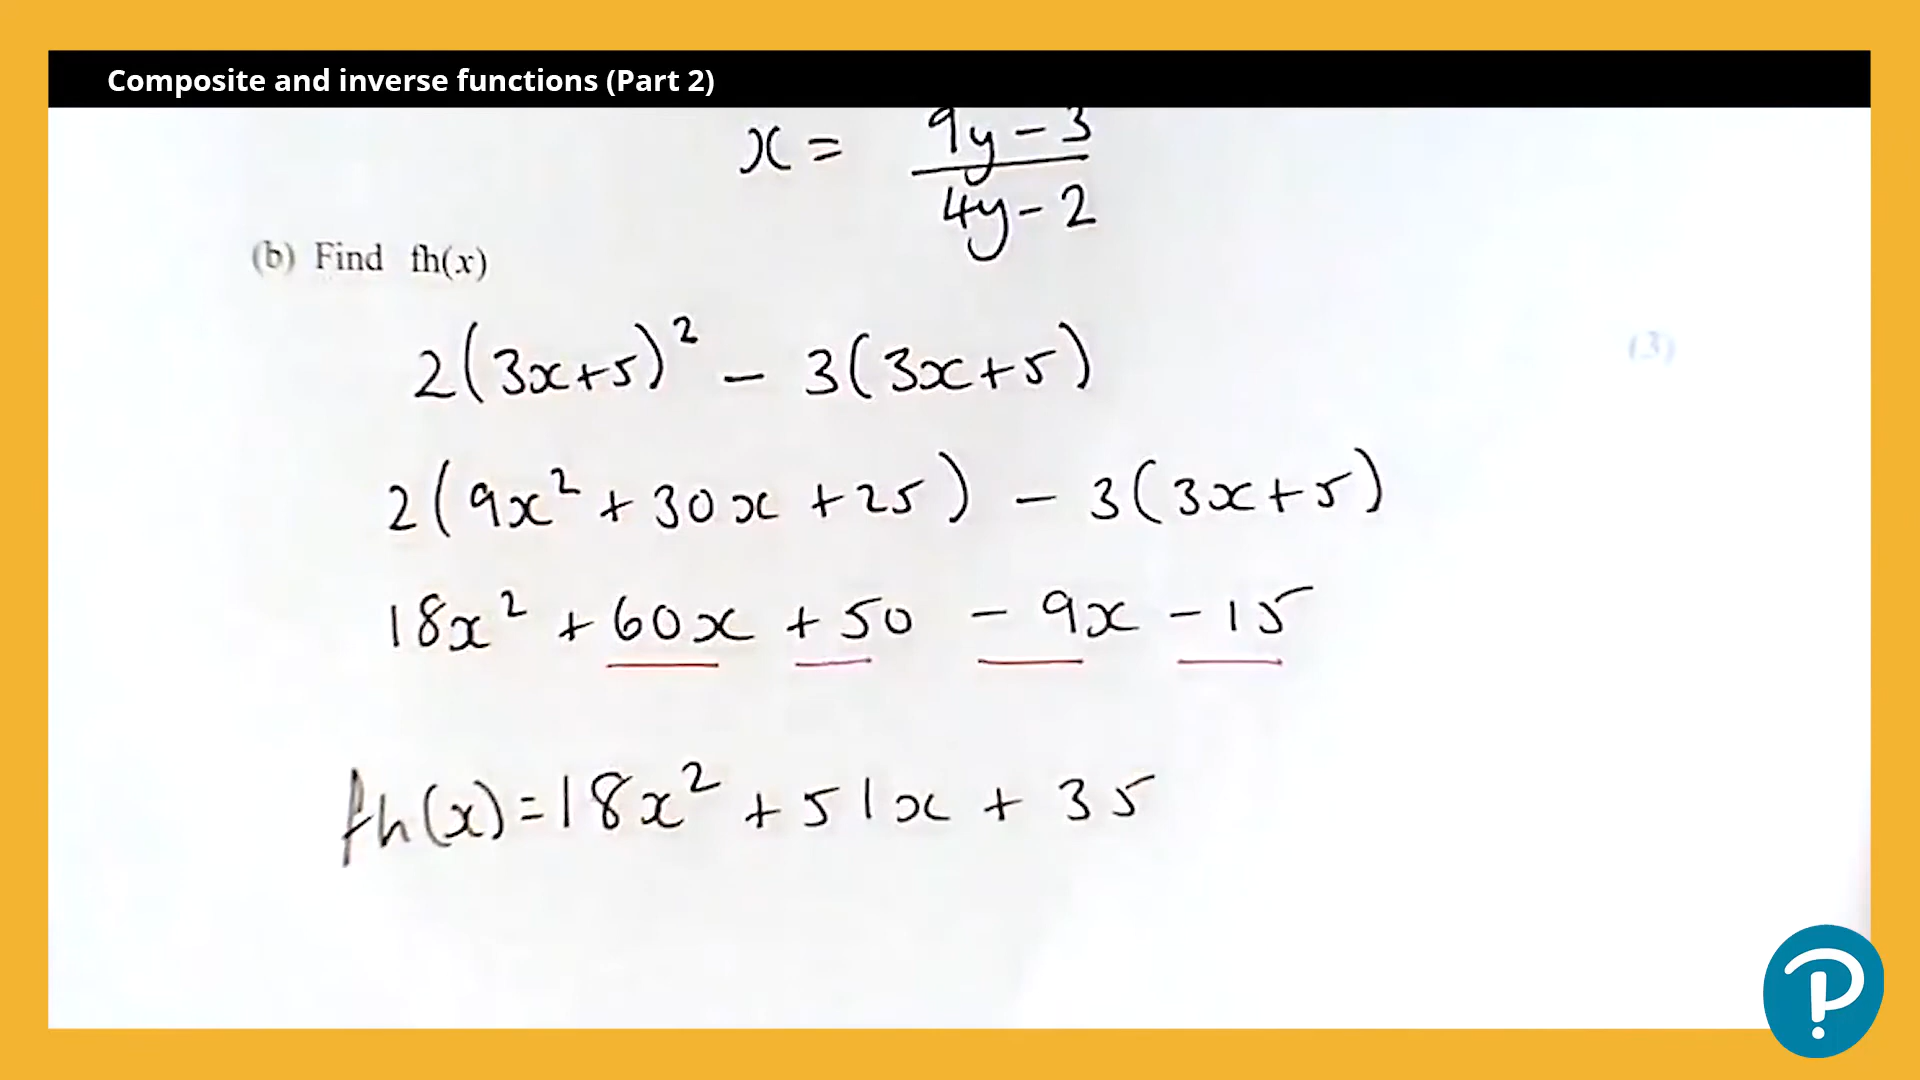 Composite and inverse functions (Part 2)
x = 9y - 3
4y - 2
(b) Find fh(x)
2(3x+5)² - 3(3x+5)
(3)
2(9x² + 30x + 25) - 3(3x+5)
18x² + 60x + 50 - 9x - 15
fh(x) = 18x² + 51x + 35
P